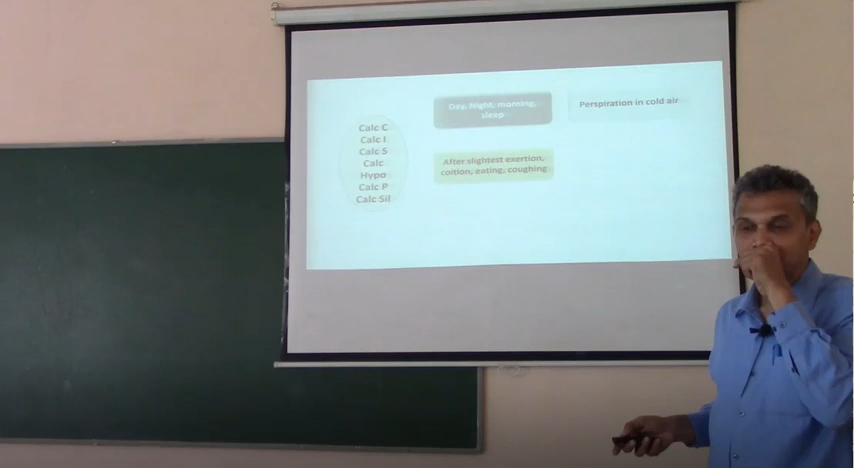 Calc C
Calc I
Calc S
Calc
Hypo
Calc P
Calc Sil
Day, Night, morning,
sleep
After slightest exertion,
coition, eating, coughing
Perspiration in cold air